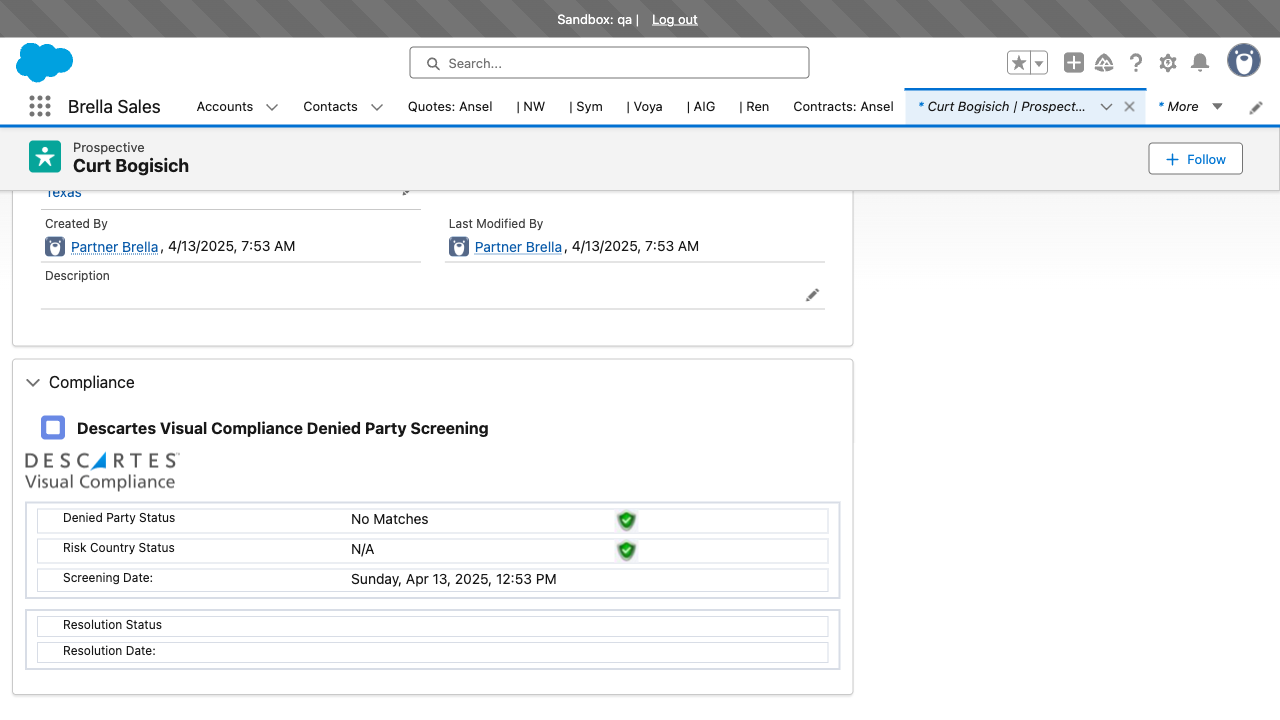 Sandbox: qa | Log out
Search...
Brella Sales
Accounts
Contacts
Quotes: Ansel
| NW
| Sym
| Voya
| AIG
| Ren
Contracts: Ansel
* Curt Bogisich | Prospect...
* More
Prospective
Curt Bogisich
Follow
Texas
Created By
Last Modified By
Partner Brella, 4/13/2025, 7:53 AM
Partner Brella, 4/13/2025, 7:53 AM
Description
Compliance
Descartes Visual Compliance Denied Party Screening
DESCARTES™
Visual Compliance
Denied Party Status No Matches
Risk Country Status N/A
Screening Date: Sunday, Apr 13, 2025, 12:53 PM
Resolution Status
Resolution Date: